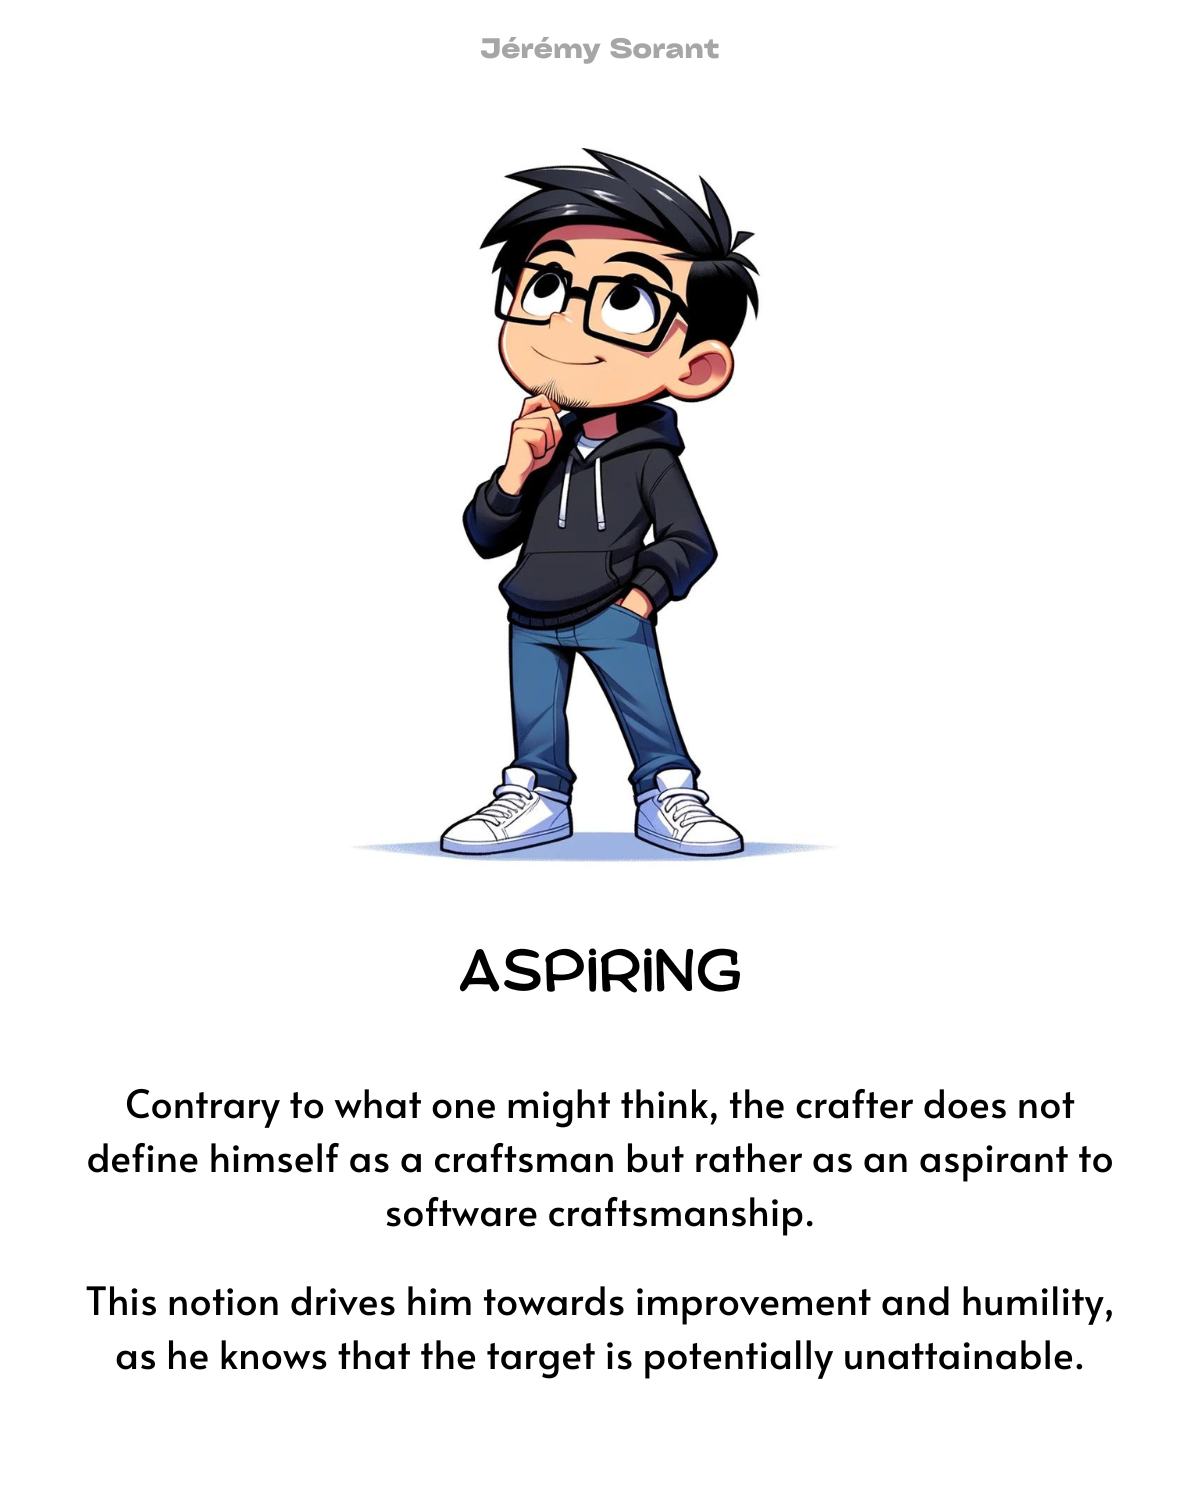 Jérémy Sorant
ASPiRiNG
Contrary to what one might think, the crafter does not
define himself as a craftsman but rather as an aspirant to
software craftsmanship.
This notion drives him towards improvement and humility,
as he knows that the target is potentially unattainable.